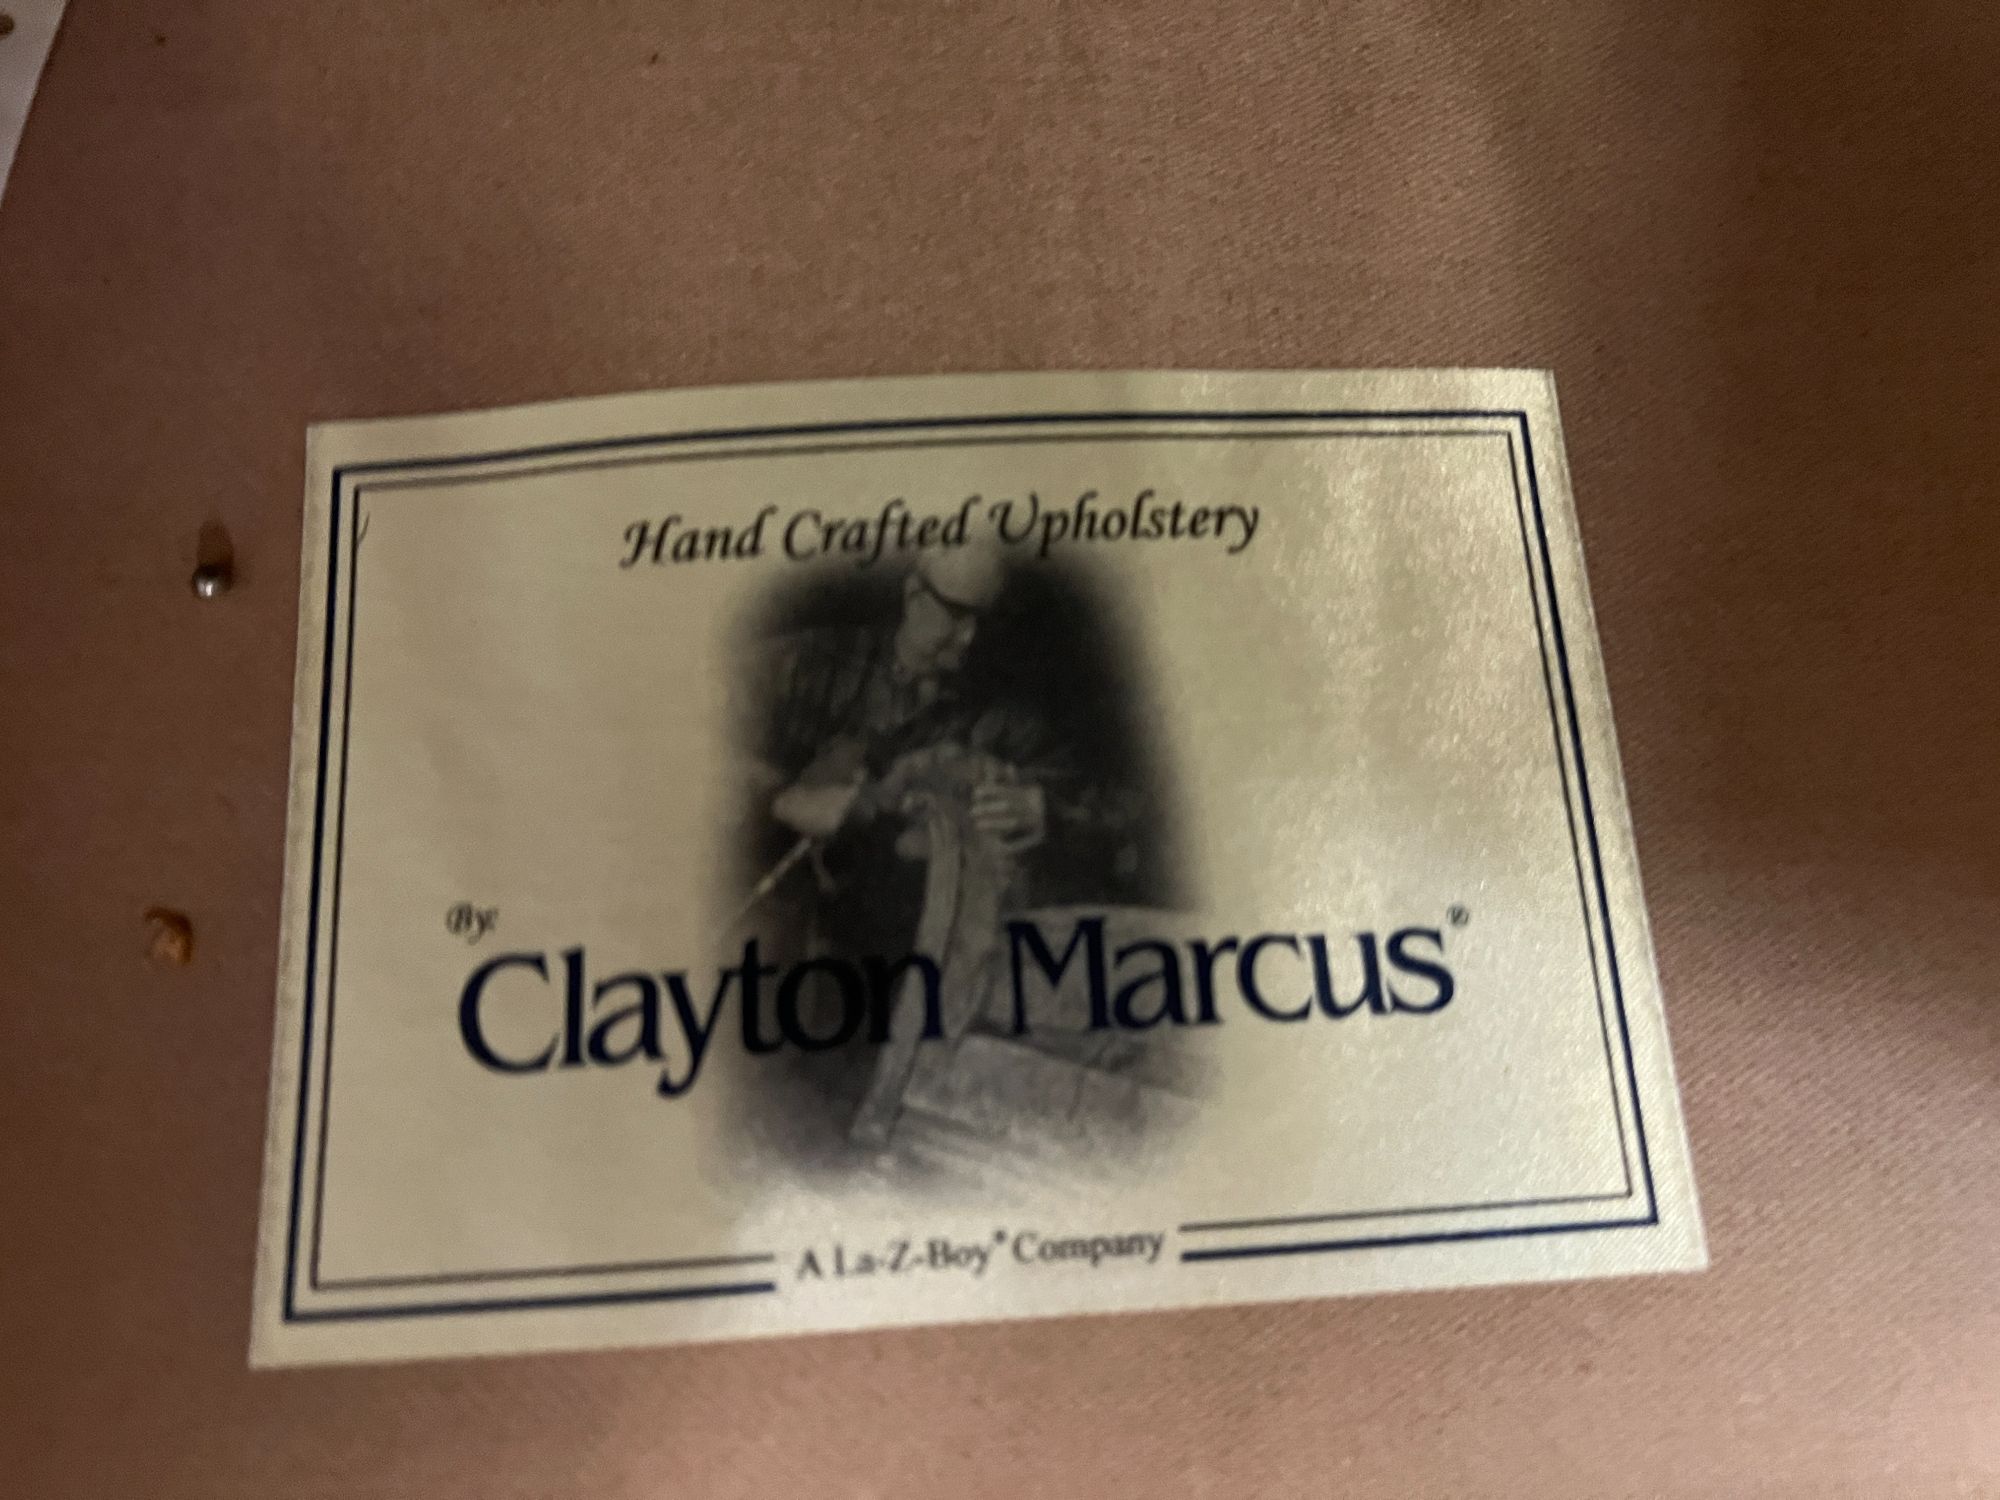 Hand Crafted Upholstery
By:
Clayton Marcus®
A La-Z-Boy® Company